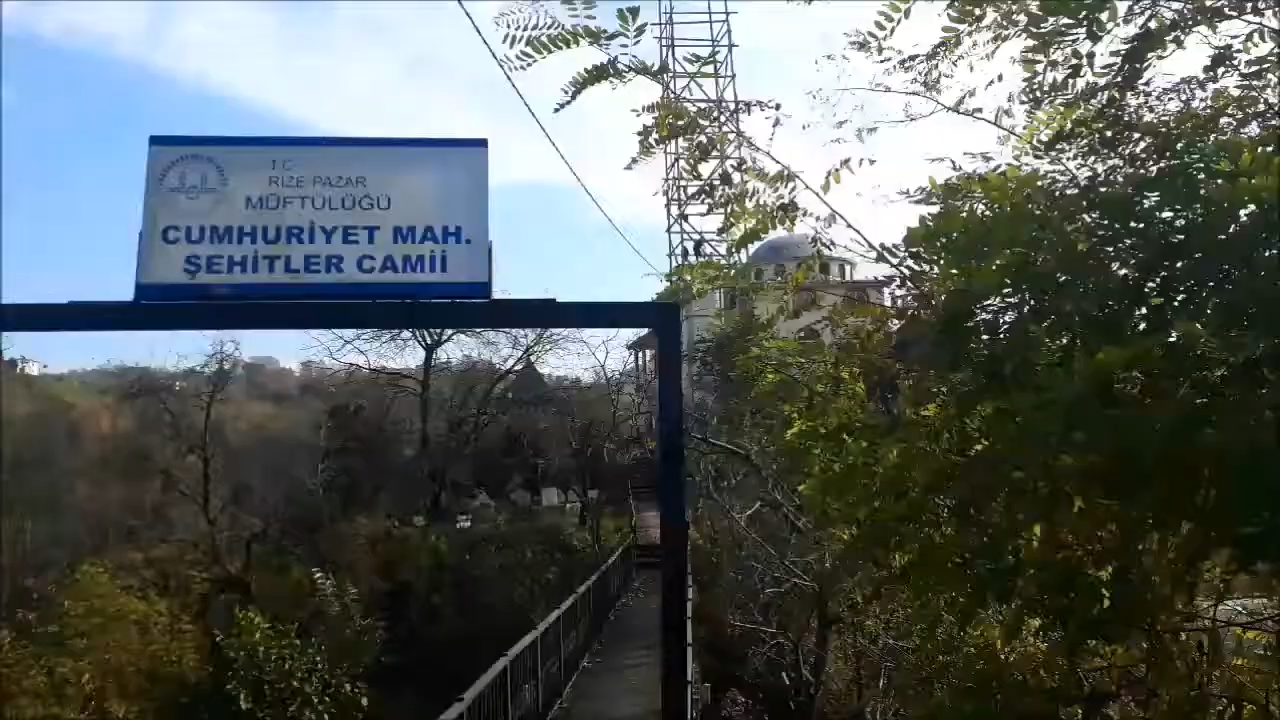 T.C.
RİZE PAZAR
MÜFTÜLÜĞÜ
CUMHURİYET MAH.
ŞEHİTLER CAMİİ